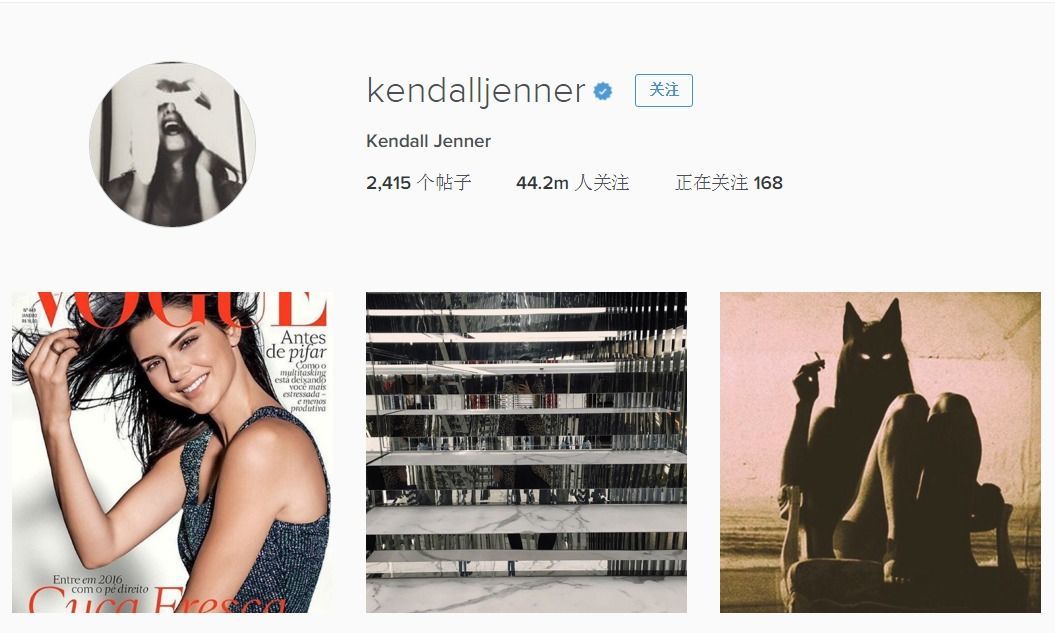 kendalljenner
关注
Kendall Jenner
2,415 个帖子
44.2m 人关注
正在关注 168
VOGUE
Antes
de pifar
Como o
multitasking
está deixando
você mais
estressada –
e menos
produtiva
Entre em 2016
com o pé direito
Cuca Fresca